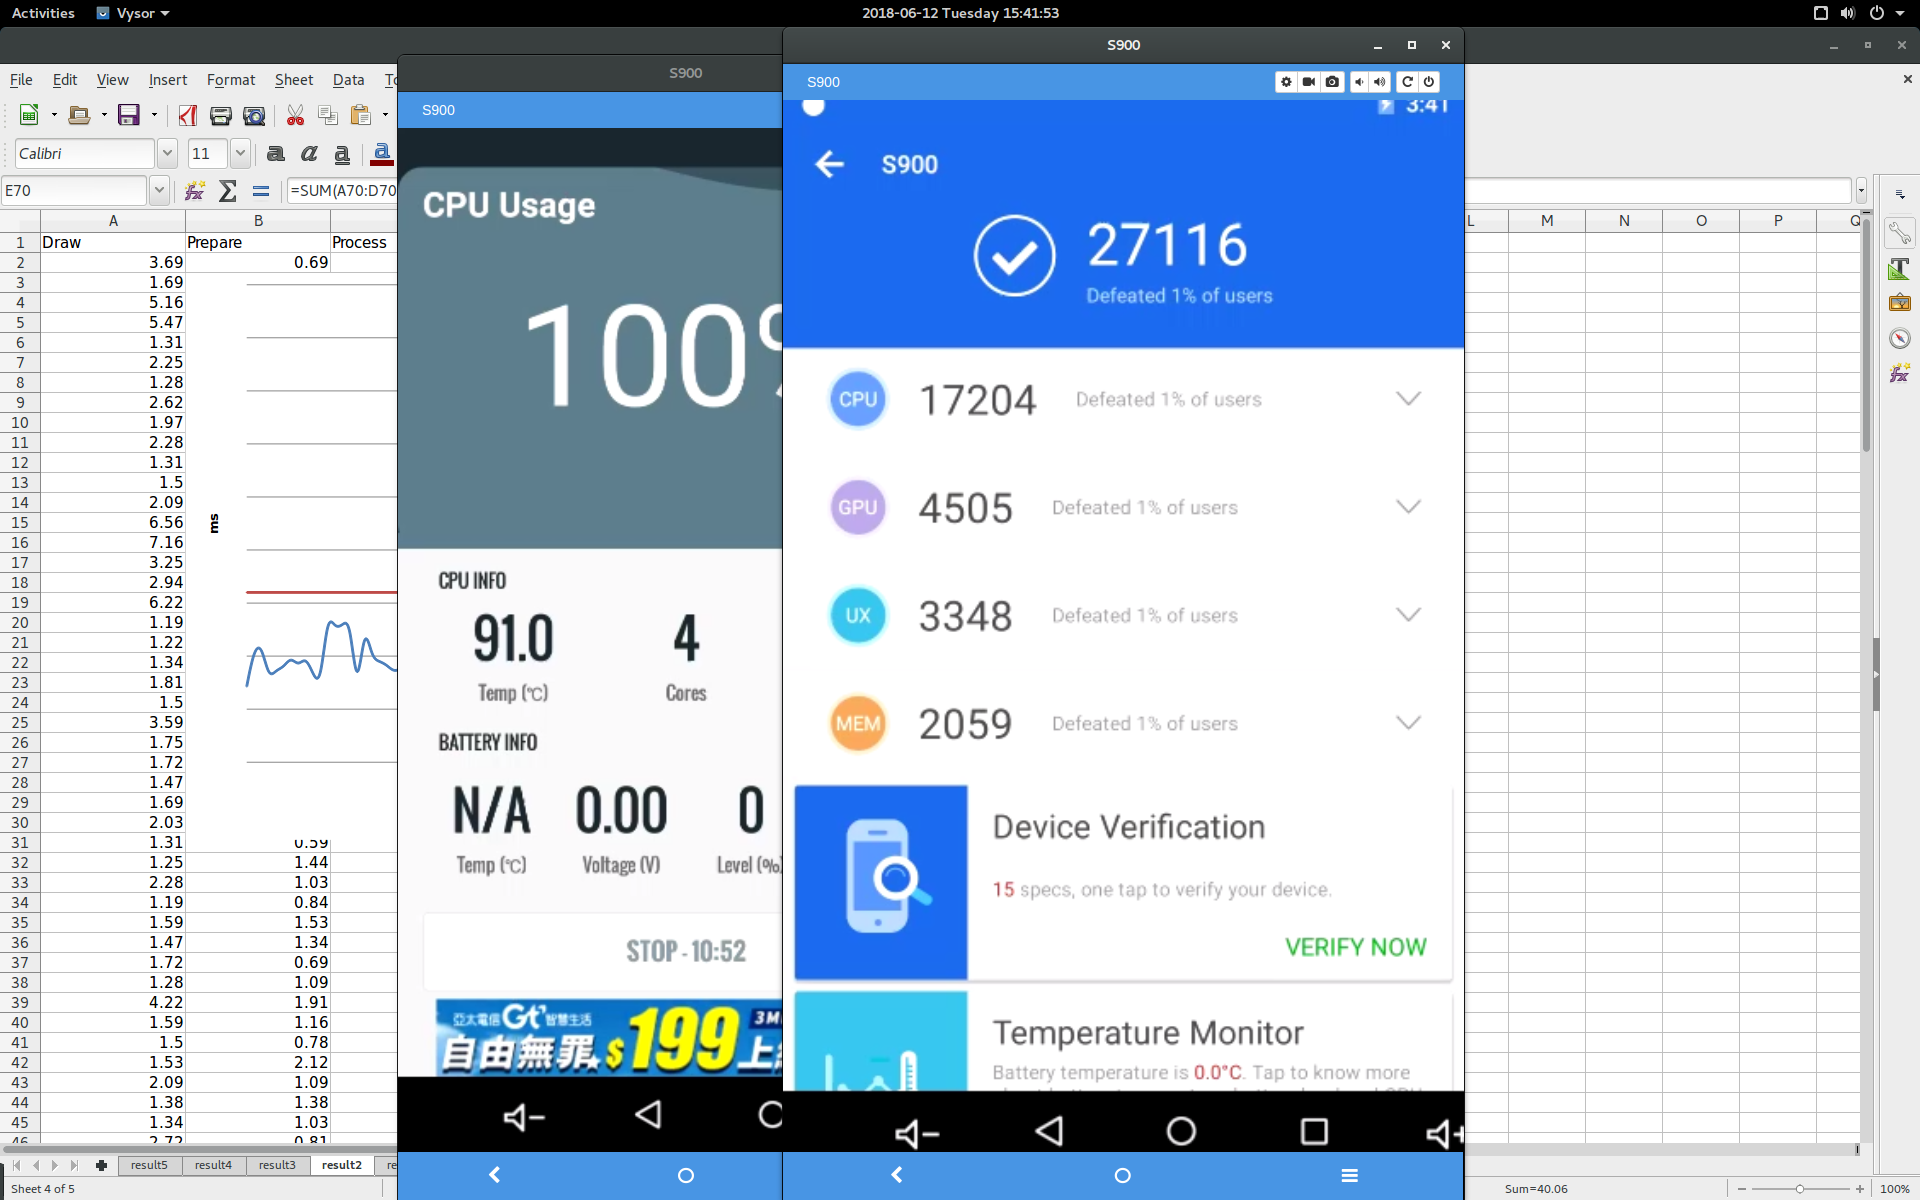 Activities Vysor 2018-06-12 Tuesday 15:41:53
File Edit View Insert Format Sheet Data
Calibri 11
E70 =SUM(A70:D70
A B L M N O P Q
1 Draw Prepare Process
2 3.69 0.69
3 1.69
4 5.16
5 5.47
6 1.31
7 2.25
8 1.28
9 2.62
10 1.97
11 2.28
12 1.31
13 1.5
14 2.09
15 6.56
16 7.16
17 3.25
18 2.94
19 6.22
20 1.19
21 1.22
22 1.34
23 1.81
24 1.5
25 3.59
26 1.75
27 1.72
28 1.47
29 1.69
30 2.03
31 1.31 0.59
32 1.25 1.44
33 2.28 1.03
34 1.19 0.84
35 1.59 1.53
36 1.47 1.34
37 1.72 0.69
38 1.28 1.09
39 4.22 1.91
40 1.59 1.16
41 1.5 0.78
42 1.53 2.12
43 2.09 1.09
44 1.38 1.38
45 1.34 1.03
46 2.72 0.81
ms
result5 result4 result3 result2
Sheet 4 of 5 Sum=40.06 100%
S900
S900
CPU Usage
100%
CPU INFO
91.0 4
Temp (°C) Cores
BATTERY INFO
N/A 0.00 0
Temp (°C) Voltage (V) Level (%)
STOP - 10:52
亞太電信 Gt 智慧生活
自由無罪 $199 上
S900
S900
3:41
S900
27116
Defeated 1% of users
CPU 17204 Defeated 1% of users
GPU 4505 Defeated 1% of users
UX 3348 Defeated 1% of users
MEM 2059 Defeated 1% of users
Device Verification
15 specs, one tap to verify your device.
VERIFY NOW
Temperature Monitor
Battery temperature is 0.0°C. Tap to know more